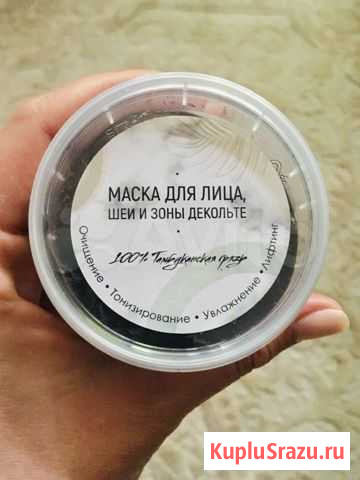 МАСКА ДЛЯ ЛИЦА,
ШЕИ И ЗОНЫ ДЕКОЛЬТЕ
100% Тамбуканская грязь
Очищение • Тонизирование • Увлажнение • Лифтинг
KupluSrazu.ru